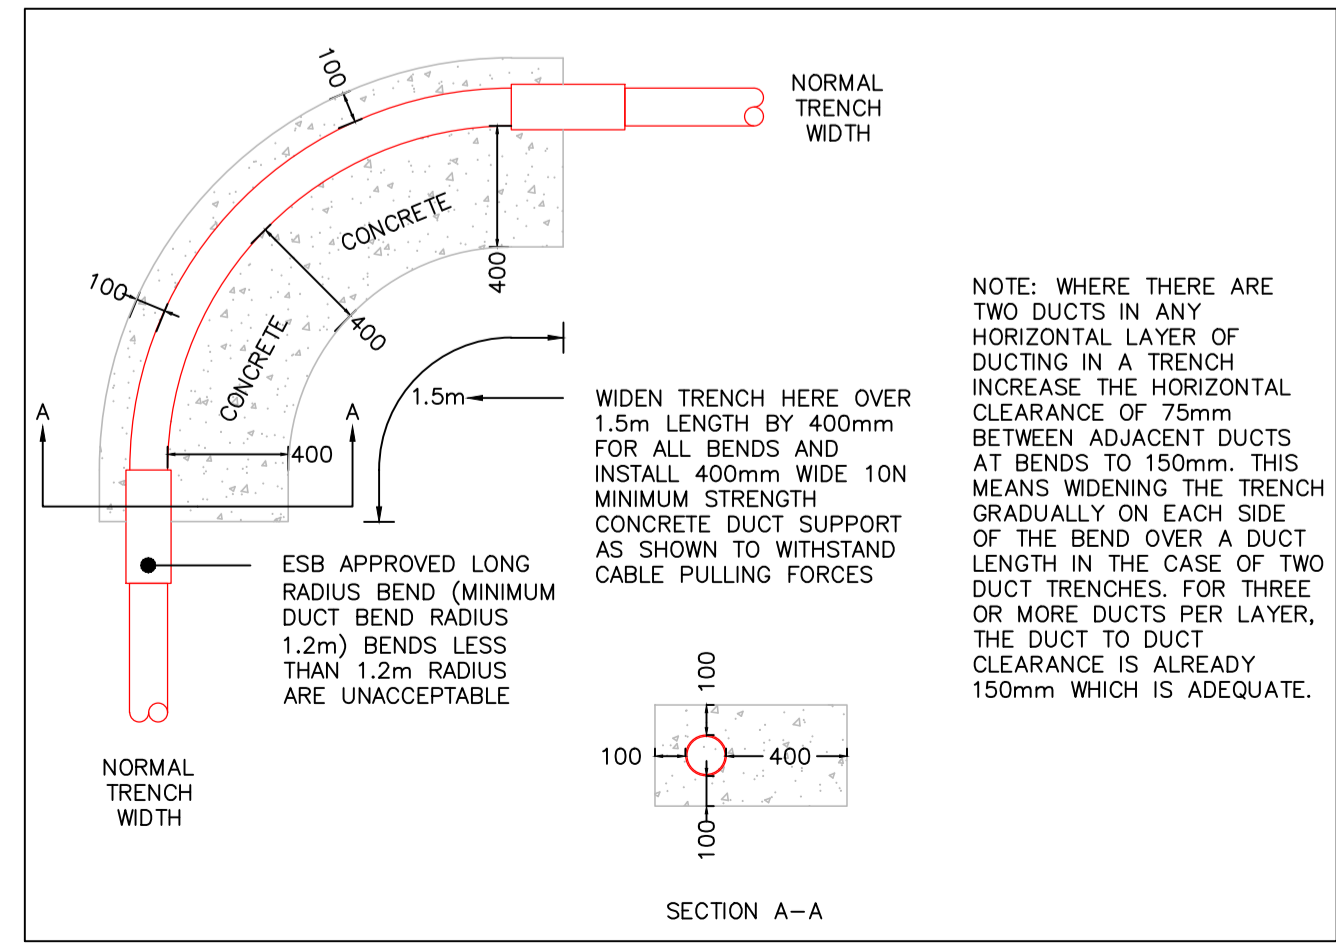 100
NORMAL
TRENCH
WIDTH
CONCRETE
400
100
400
CONCRETE
1.5m
A
A
400
WIDEN TRENCH HERE OVER
1.5m LENGTH BY 400mm
FOR ALL BENDS AND
INSTALL 400mm WIDE 10N
MINIMUM STRENGTH
CONCRETE DUCT SUPPORT
AS SHOWN TO WITHSTAND
CABLE PULLING FORCES
NOTE: WHERE THERE ARE
TWO DUCTS IN ANY
HORIZONTAL LAYER OF
DUCTING IN A TRENCH
INCREASE THE HORIZONTAL
CLEARANCE OF 75mm
BETWEEN ADJACENT DUCTS
AT BENDS TO 150mm. THIS
MEANS WIDENING THE TRENCH
GRADUALLY ON EACH SIDE
OF THE BEND OVER A DUCT
LENGTH IN THE CASE OF TWO
DUCT TRENCHES. FOR THREE
OR MORE DUCTS PER LAYER,
THE DUCT TO DUCT
CLEARANCE IS ALREADY
150mm WHICH IS ADEQUATE.
ESB APPROVED LONG
RADIUS BEND (MINIMUM
DUCT BEND RADIUS
1.2m) BENDS LESS
THAN 1.2m RADIUS
ARE UNACCEPTABLE
NORMAL
TRENCH
WIDTH
100
100
400
100
SECTION A-A